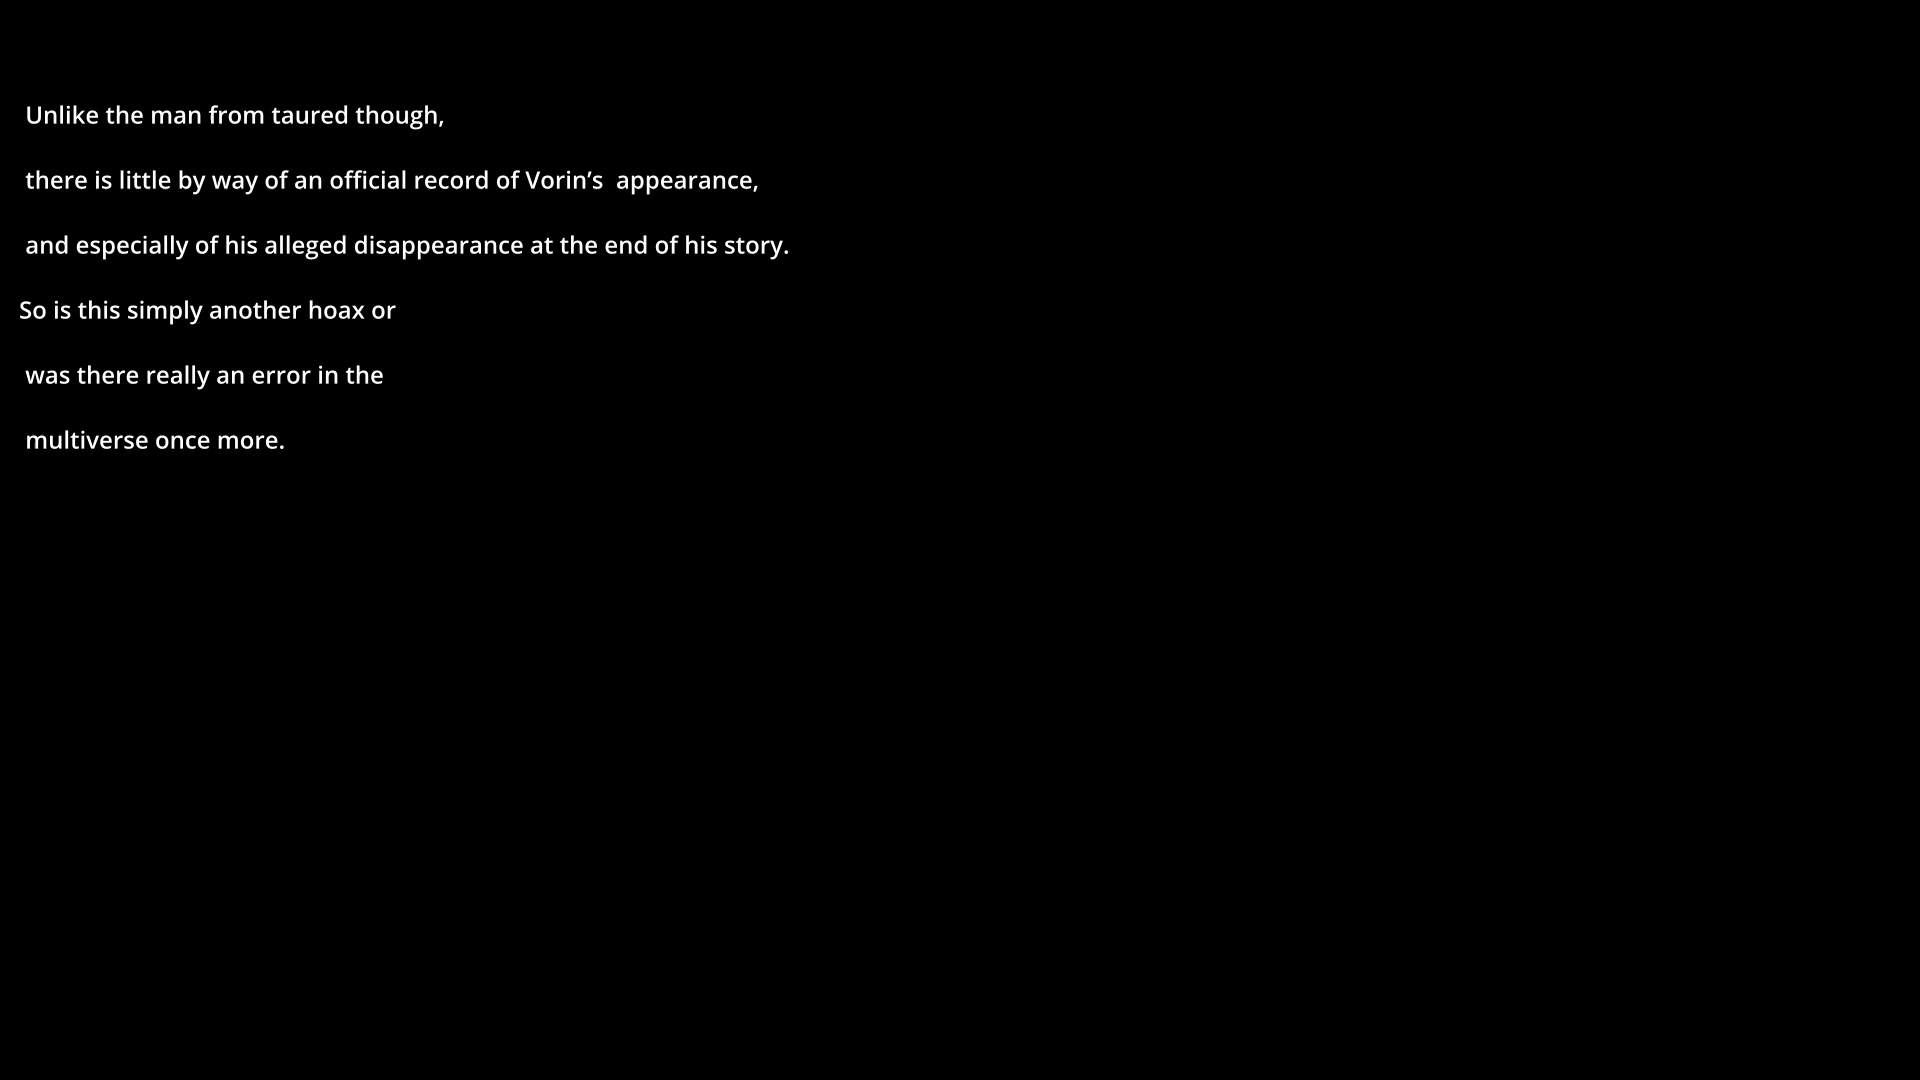 Unlike the man from taured though,
there is little by way of an official record of Vorin’s  appearance,
and especially of his alleged disappearance at the end of his story.
So is this simply another hoax or
was there really an error in the
multiverse once more.